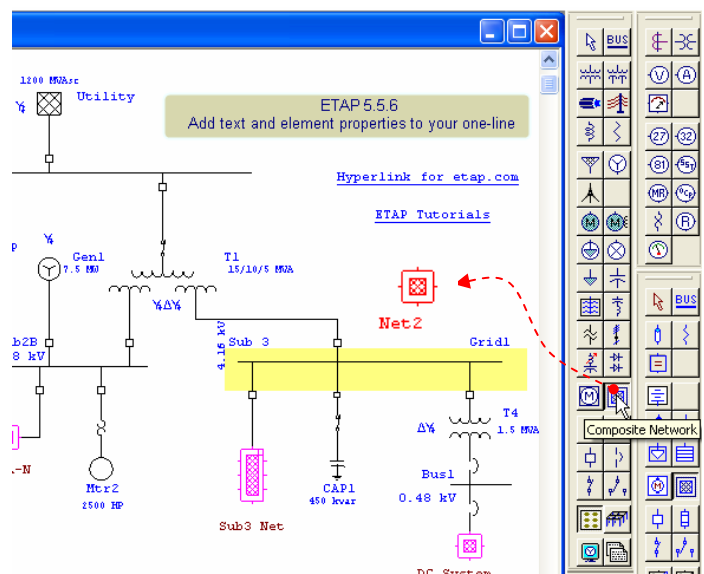 BUS
1200 MVAsc
Utility
ETAP 5.5.6
Add text and element properties to your one-line
V
A
27
32
81
Hyperlink for etap.com
MR
ETAP Tutorials
R
M
Gen1
7.5 MW
T1
15/10/5 MVA
Net2
BUS
b2B
8 kV
4.16 kV
Sub 3
Grid1
M
T4
1.5 MVA
Composite Network
-N
Mtr2
2500 HP
CAP1
450 kvar
Bus1
0.48 kV
M
Sub3 Net
DC System